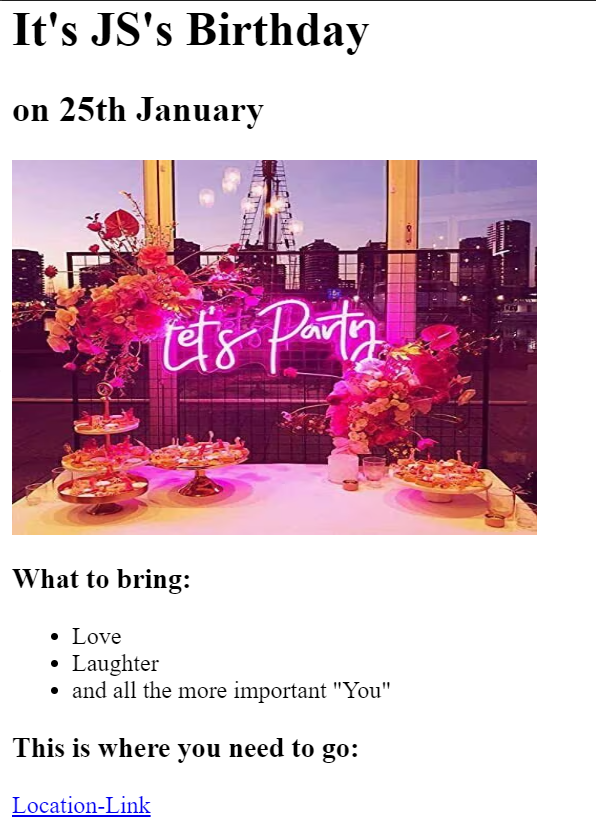 It's JS's Birthday
on 25th January
Let's Party
What to bring:
Love
Laughter
and all the more important "You"
This is where you need to go:
Location-Link